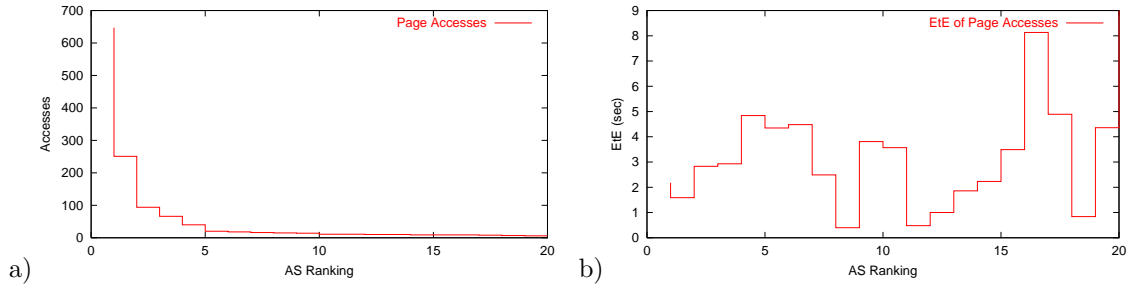 a)
Accesses
700
600
500
400
300
200
100
0
Page Accesses
0 5 10 15 20
AS Ranking
b)
EtE (sec)
9
8
7
6
5
4
3
2
1
0
EtE of Page Accesses
0 5 10 15 20
AS Ranking